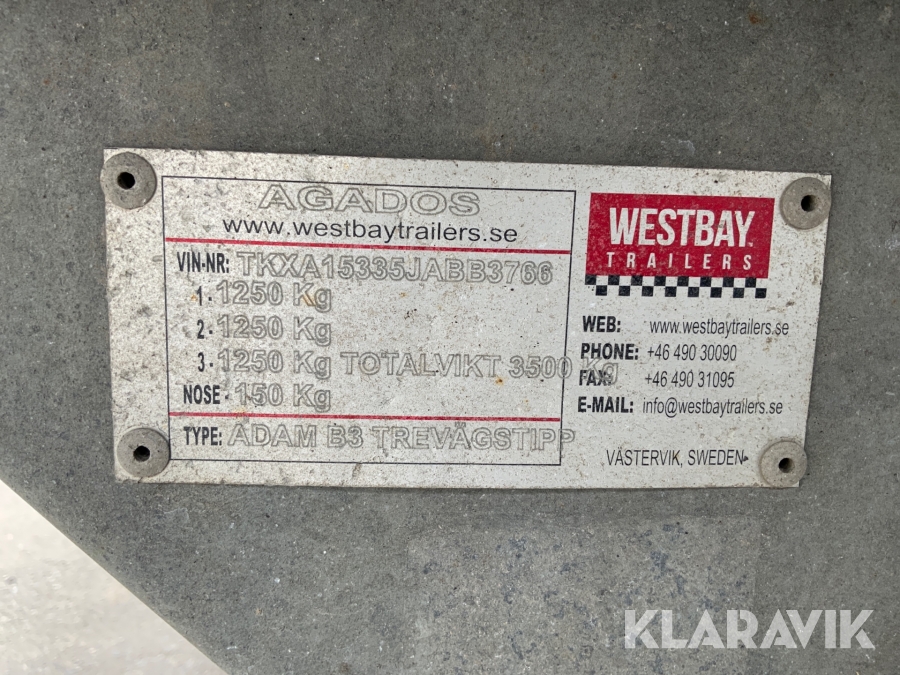 AGADOS
www.westbaytrailers.se
VIN-NR: TKXA15335JABB3766
1 - 1250 Kg
2 - 1250 Kg
3 - 1250 Kg TOTALVIKT 3500 Kg
NOSE - 150 Kg
TYPE: ADAM B3 TREVÄGSTIPP
WESTBAY
TRAILERS
WEB: www.westbaytrailers.se
PHONE: +46 490 30090
FAX: +46 490 31095
E-MAIL: info@westbaytrailers.se
VÄSTERVIK, SWEDEN
KLARAVIK